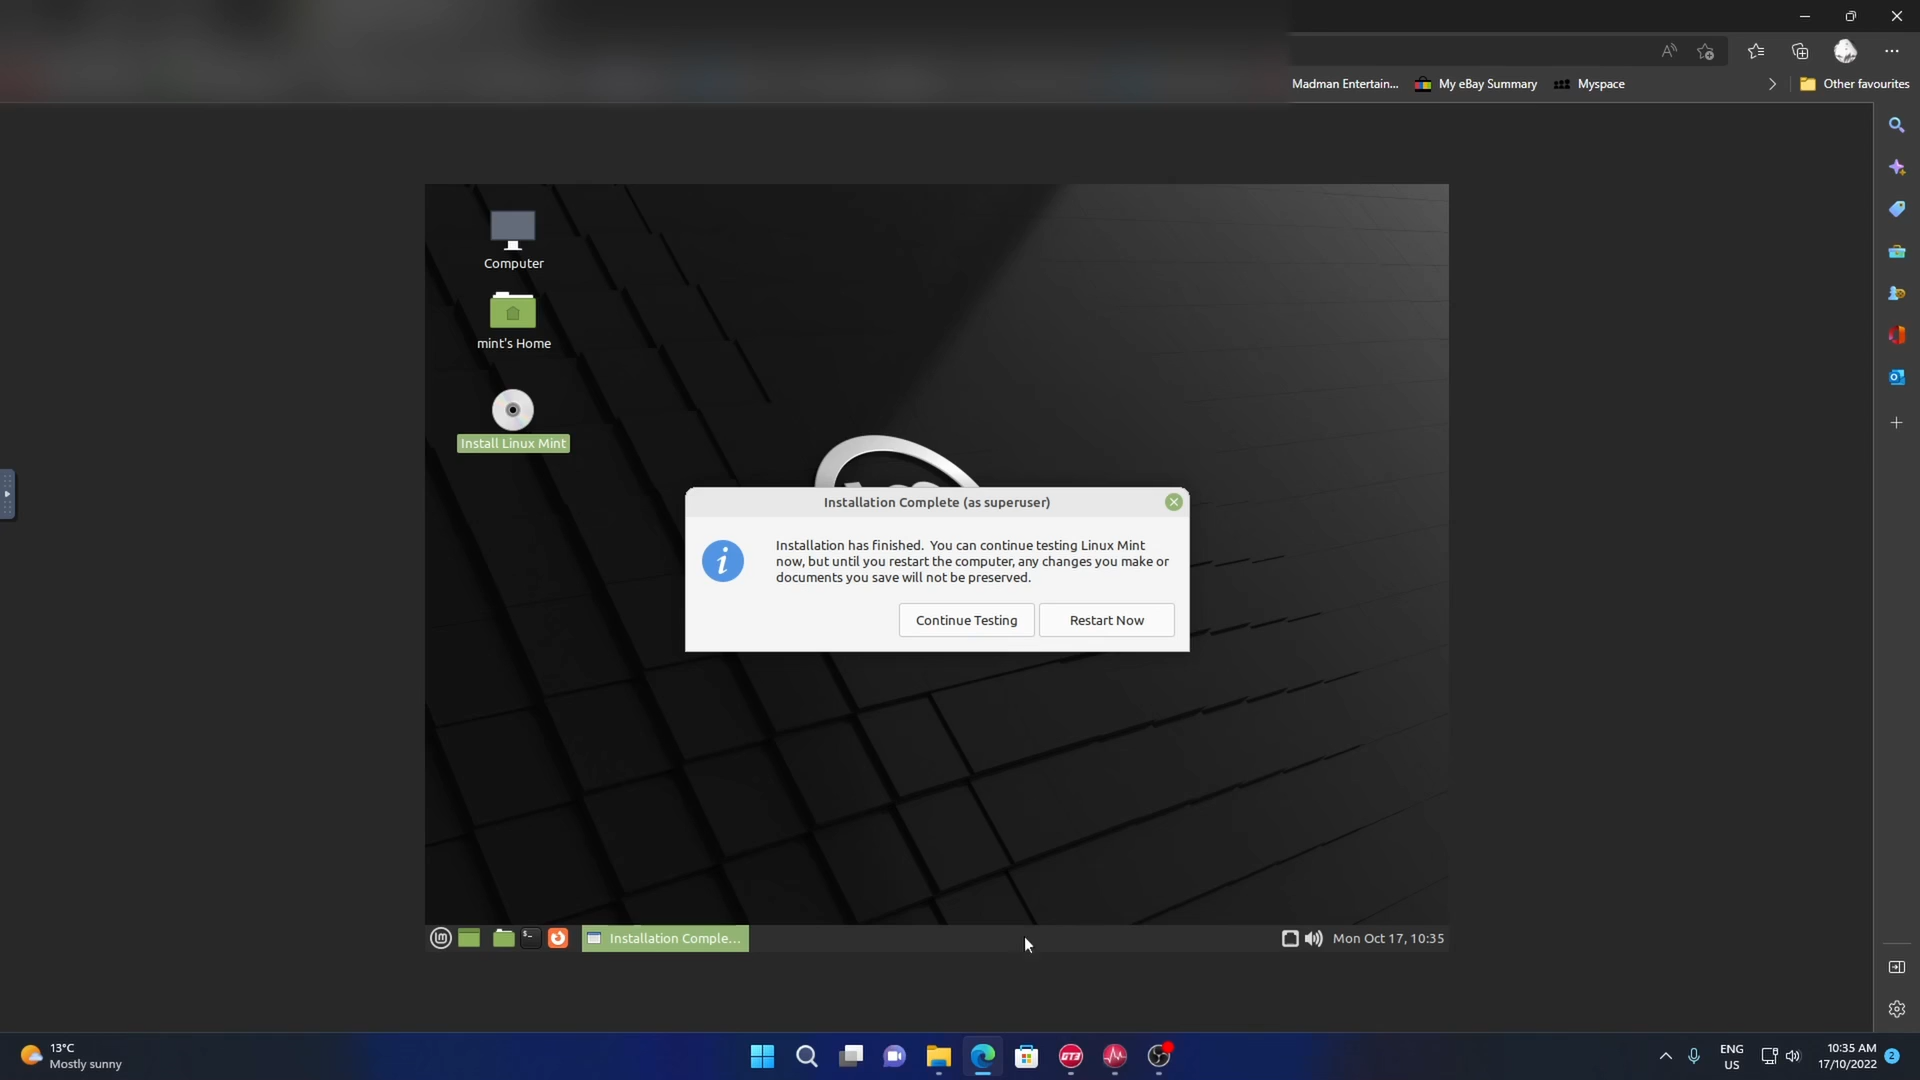 Madman Entertain...
My eBay Summary
Myspace
Other favourites
Computer
mint's Home
Install Linux Mint
Installation Complete (as superuser)
Installation has finished.  You can continue testing Linux Mint
now, but until you restart the computer, any changes you make or
documents you save will not be preserved.
Continue Testing
Restart Now
Installation Comple...
Mon Oct 17, 10:35
13°C
Mostly sunny
GT3
ENG
US
10:35 AM
17/10/2022
2